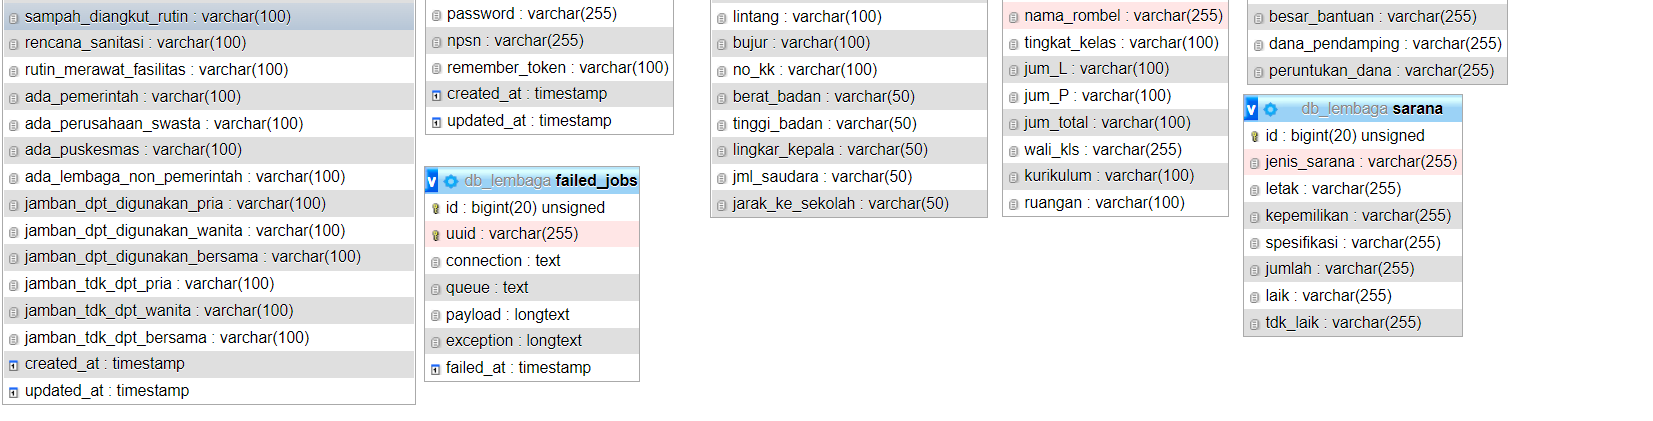 sampah_diangkut_rutin : varchar(100)
rencana_sanitasi : varchar(100)
rutin_merawat_fasilitas : varchar(100)
ada_pemerintah : varchar(100)
ada_perusahaan_swasta : varchar(100)
ada_puskesmas : varchar(100)
ada_lembaga_non_pemerintah : varchar(100)
jamban_dpt_digunakan_pria : varchar(100)
jamban_dpt_digunakan_wanita : varchar(100)
jamban_dpt_digunakan_bersama : varchar(100)
jamban_tdk_dpt_pria : varchar(100)
jamban_tdk_dpt_wanita : varchar(100)
jamban_tdk_dpt_bersama : varchar(100)
created_at : timestamp
updated_at : timestamp
password : varchar(255)
npsn : varchar(255)
remember_token : varchar(100)
created_at : timestamp
updated_at : timestamp
v db_lembaga failed_jobs
id : bigint(20) unsigned
uuid : varchar(255)
connection : text
queue : text
payload : longtext
exception : longtext
failed_at : timestamp
lintang : varchar(100)
bujur : varchar(100)
no_kk : varchar(100)
berat_badan : varchar(50)
tinggi_badan : varchar(50)
lingkar_kepala : varchar(50)
jml_saudara : varchar(50)
jarak_ke_sekolah : varchar(50)
nama_rombel : varchar(255)
tingkat_kelas : varchar(100)
jum_L : varchar(100)
jum_P : varchar(100)
jum_total : varchar(100)
wali_kls : varchar(255)
kurikulum : varchar(100)
ruangan : varchar(100)
besar_bantuan : varchar(255)
dana_pendamping : varchar(255)
peruntukan_dana : varchar(255)
v db_lembaga sarana
id : bigint(20) unsigned
jenis_sarana : varchar(255)
letak : varchar(255)
kepemilikan : varchar(255)
spesifikasi : varchar(255)
jumlah : varchar(255)
laik : varchar(255)
tdk_laik : varchar(255)